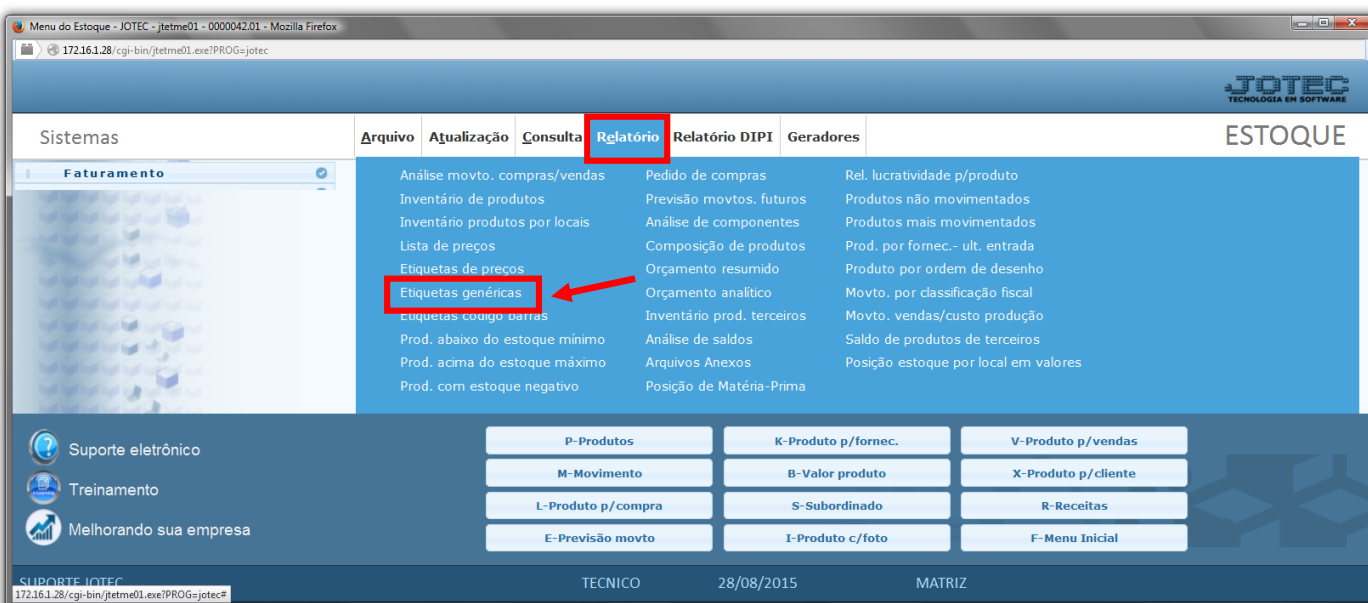 Menu do Estoque - JOTEC - jtetme01 - 0000042.01 - Mozilla Firefox
172.16.1.28/cgi-bin/jtetme01.exe?PROG=jotec
JOTEC
TECNOLOGIA EM SOFTWARE
Sistemas
Arquivo Atualização Consulta Relatório Relatório DIPI Geradores
ESTOQUE
Faturamento
Análise movto. compras/vendas
Inventário de produtos
Inventário produtos por locais
Lista de preços
Etiquetas de preços
Etiquetas genéricas
Etiquetas código barras
Prod. abaixo do estoque mínimo
Prod. acima do estoque máximo
Prod. com estoque negativo
Pedido de compras
Previsão movtos. futuros
Análise de componentes
Composição de produtos
Orçamento resumido
Orçamento analítico
Inventário prod. terceiros
Análise de saldos
Arquivos Anexos
Posição de Matéria-Prima
Rel. lucratividade p/produto
Produtos não movimentados
Produtos mais movimentados
Prod. por fornec.- ult. entrada
Produto por ordem de desenho
Movto. por classificação fiscal
Movto. vendas/custo produção
Saldo de produtos de terceiros
Posição estoque por local em valores
Suporte eletrônico
Treinamento
Melhorando sua empresa
P-Produtos K-Produto p/fornec. V-Produto p/vendas
M-Movimento B-Valor produto X-Produto p/cliente
L-Produto p/compra S-Subordinado R-Receitas
E-Previsão movto I-Produto c/foto F-Menu Inicial
SUPORTE JOTEC TECNICO 28/08/2015 MATRIZ
172.16.1.28/cgi-bin/jtetme01.exe?PROG=jotec#